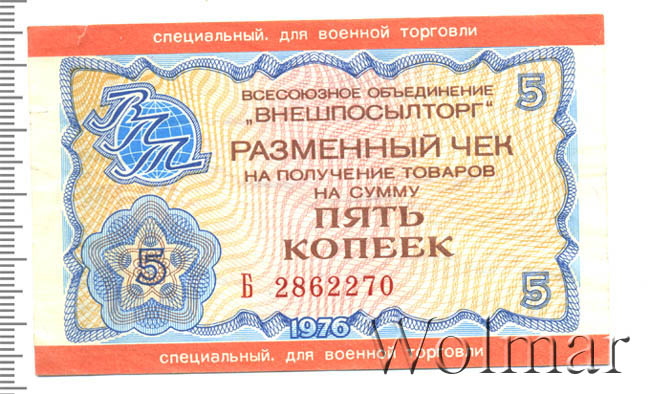 специальный. для военной торговли
ВПТ
ВСЕСОЮЗНОЕ ОБЪЕДИНЕНИЕ
„ВНЕШПОСЫЛТОРГ“
5
РАЗМЕННЫЙ ЧЕК
НА ПОЛУЧЕНИЕ ТОВАРОВ
НА СУММУ
ПЯТЬ
КОПЕЕК
5
Б 2862270
5
1976
специальный. для военной торговли
Wolmar